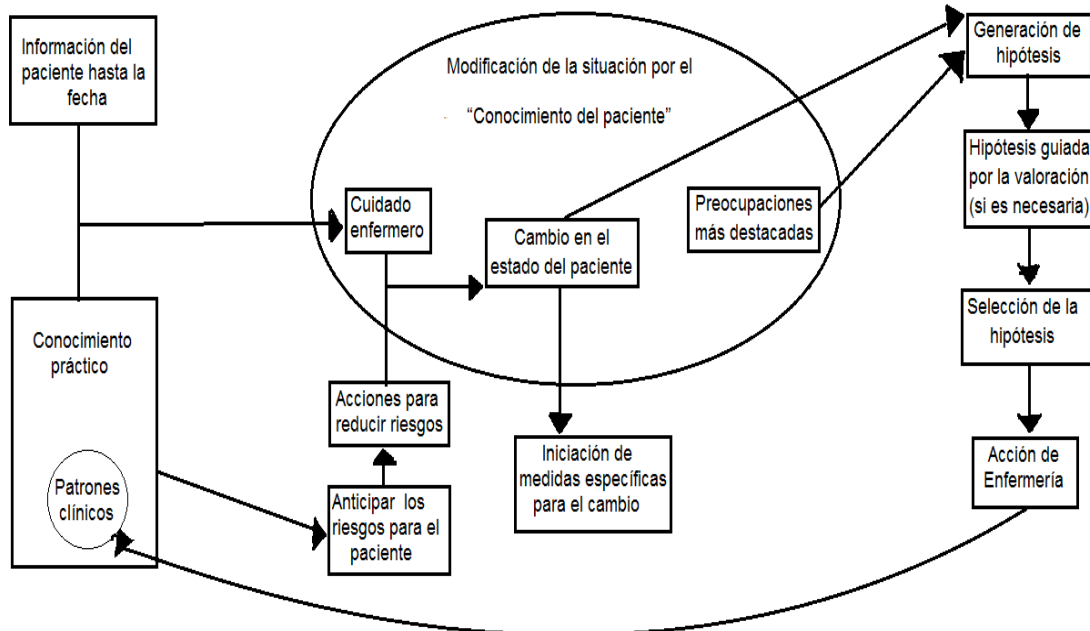 Información del
paciente hasta la
fecha
Modificación de la situación por el
“Conocimiento del paciente”
Generación de
hipótesis
Hipótesis guiada
por la valoración
(si es necesaria)
Cuidado
enfermero
Cambio en el
estado del paciente
Preocupaciones
más destacadas
Selección de la
hipótesis
Conocimiento
práctico
Patrones
clínicos
Acciones para
reducir riesgos
Anticipar los
riesgos para el
paciente
Iniciación de
medidas específicas
para el cambio
Acción de
Enfermería